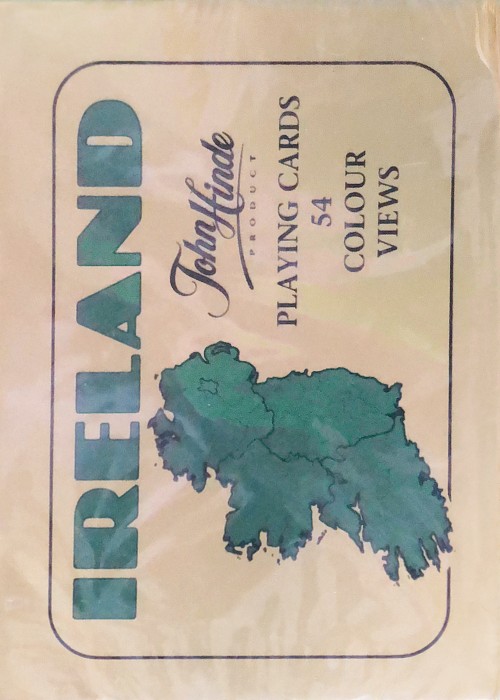 IRELAND
John Hinde
PRODUCT
PLAYING CARDS
54
COLOUR
VIEWS